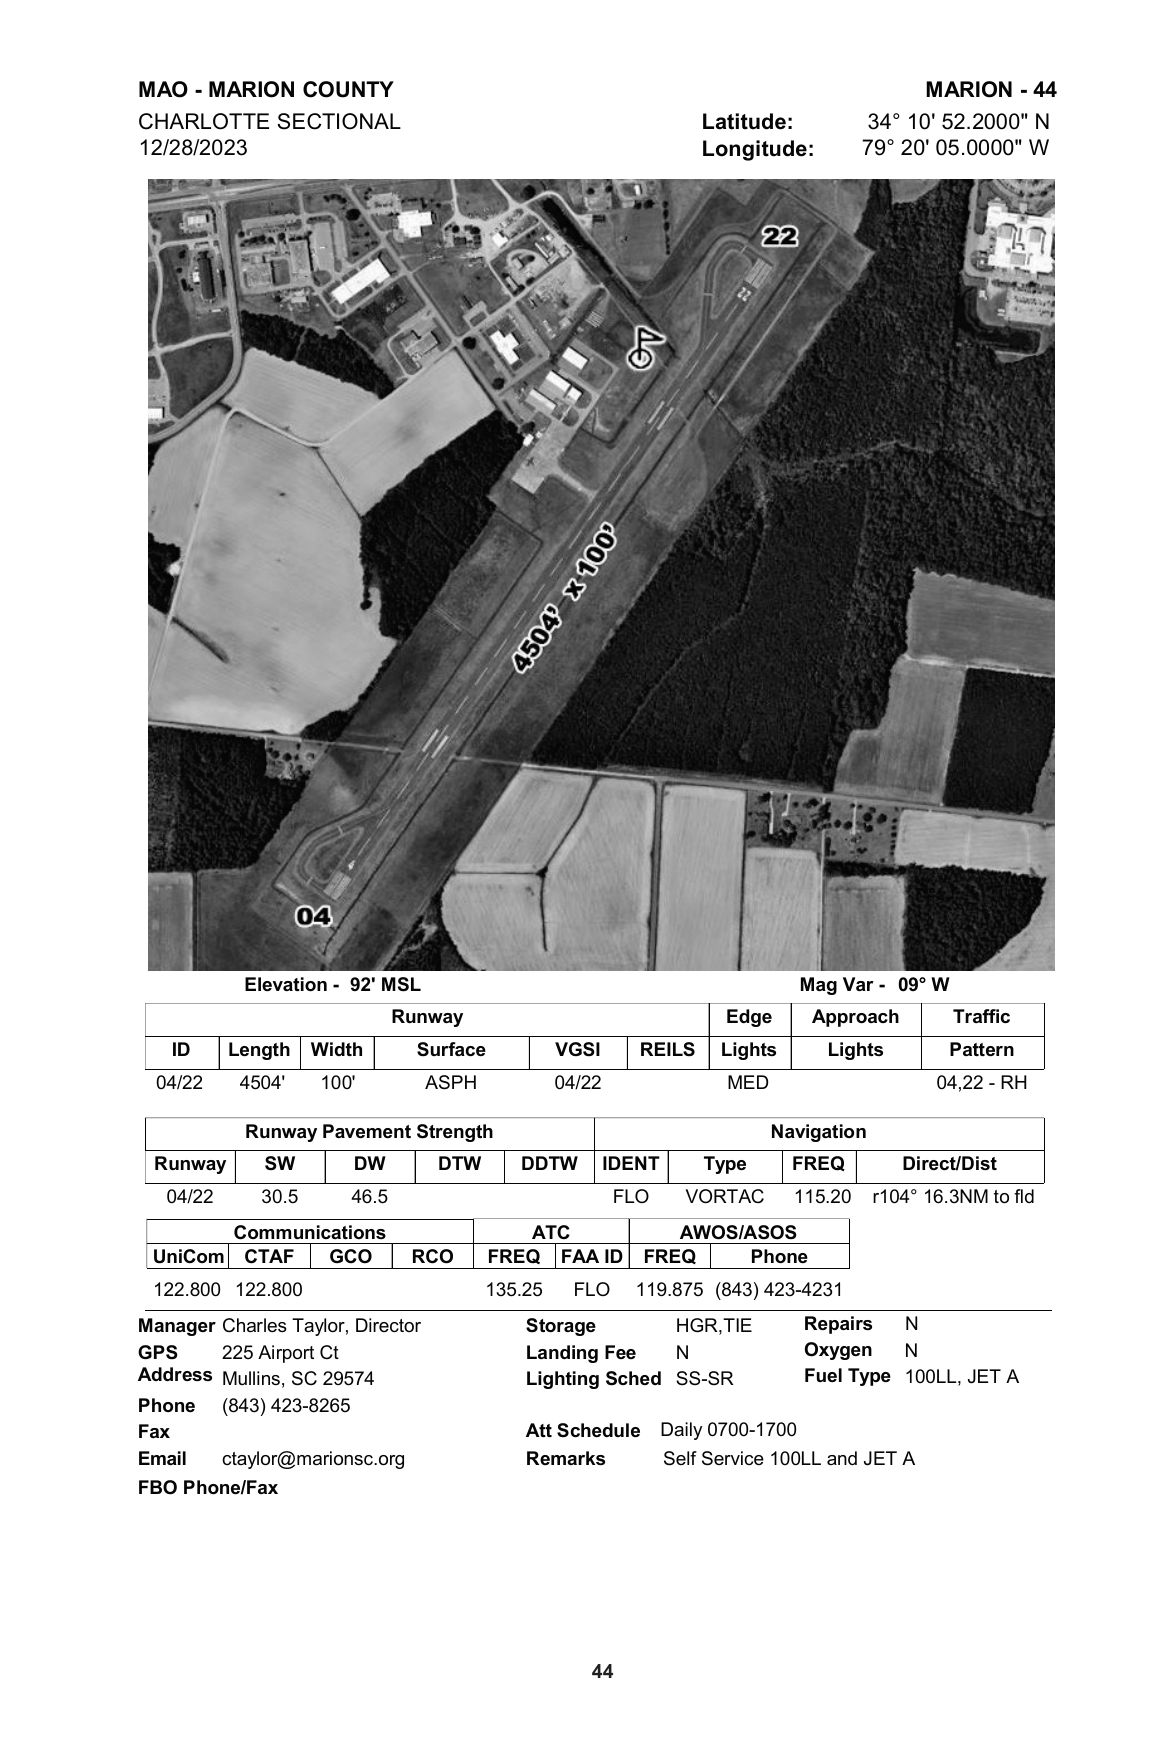 MAO - MARION COUNTY MARION - 44
CHARLOTTE SECTIONAL Latitude: 34° 10' 52.2000" N
12/28/2023 Longitude: 79° 20' 05.0000" W
22
22
4504' x 100'
4
04
Elevation - 92' MSL Mag Var - 09° W
Runway Edge Approach Traffic
ID Length Width Surface VGSI REILS Lights Lights Pattern
04/22 4504' 100' ASPH 04/22 MED 04,22 - RH
Runway Pavement Strength Navigation
Runway SW DW DTW DDTW IDENT Type FREQ Direct/Dist
04/22 30.5 46.5 FLO VORTAC 115.20 r104° 16.3NM to fld
Communications ATC AWOS/ASOS
UniCom CTAF GCO RCO FREQ FAA ID FREQ Phone
122.800 122.800 135.25 FLO 119.875 (843) 423-4231
Manager Charles Taylor, Director Storage HGR,TIE Repairs N
GPS 225 Airport Ct Landing Fee N Oxygen N
Address Mullins, SC 29574 Lighting Sched SS-SR Fuel Type 100LL, JET A
Phone (843) 423-8265
Fax Att Schedule Daily 0700-1700
Email ctaylor@marionsc.org Remarks Self Service 100LL and JET A
FBO Phone/Fax
44